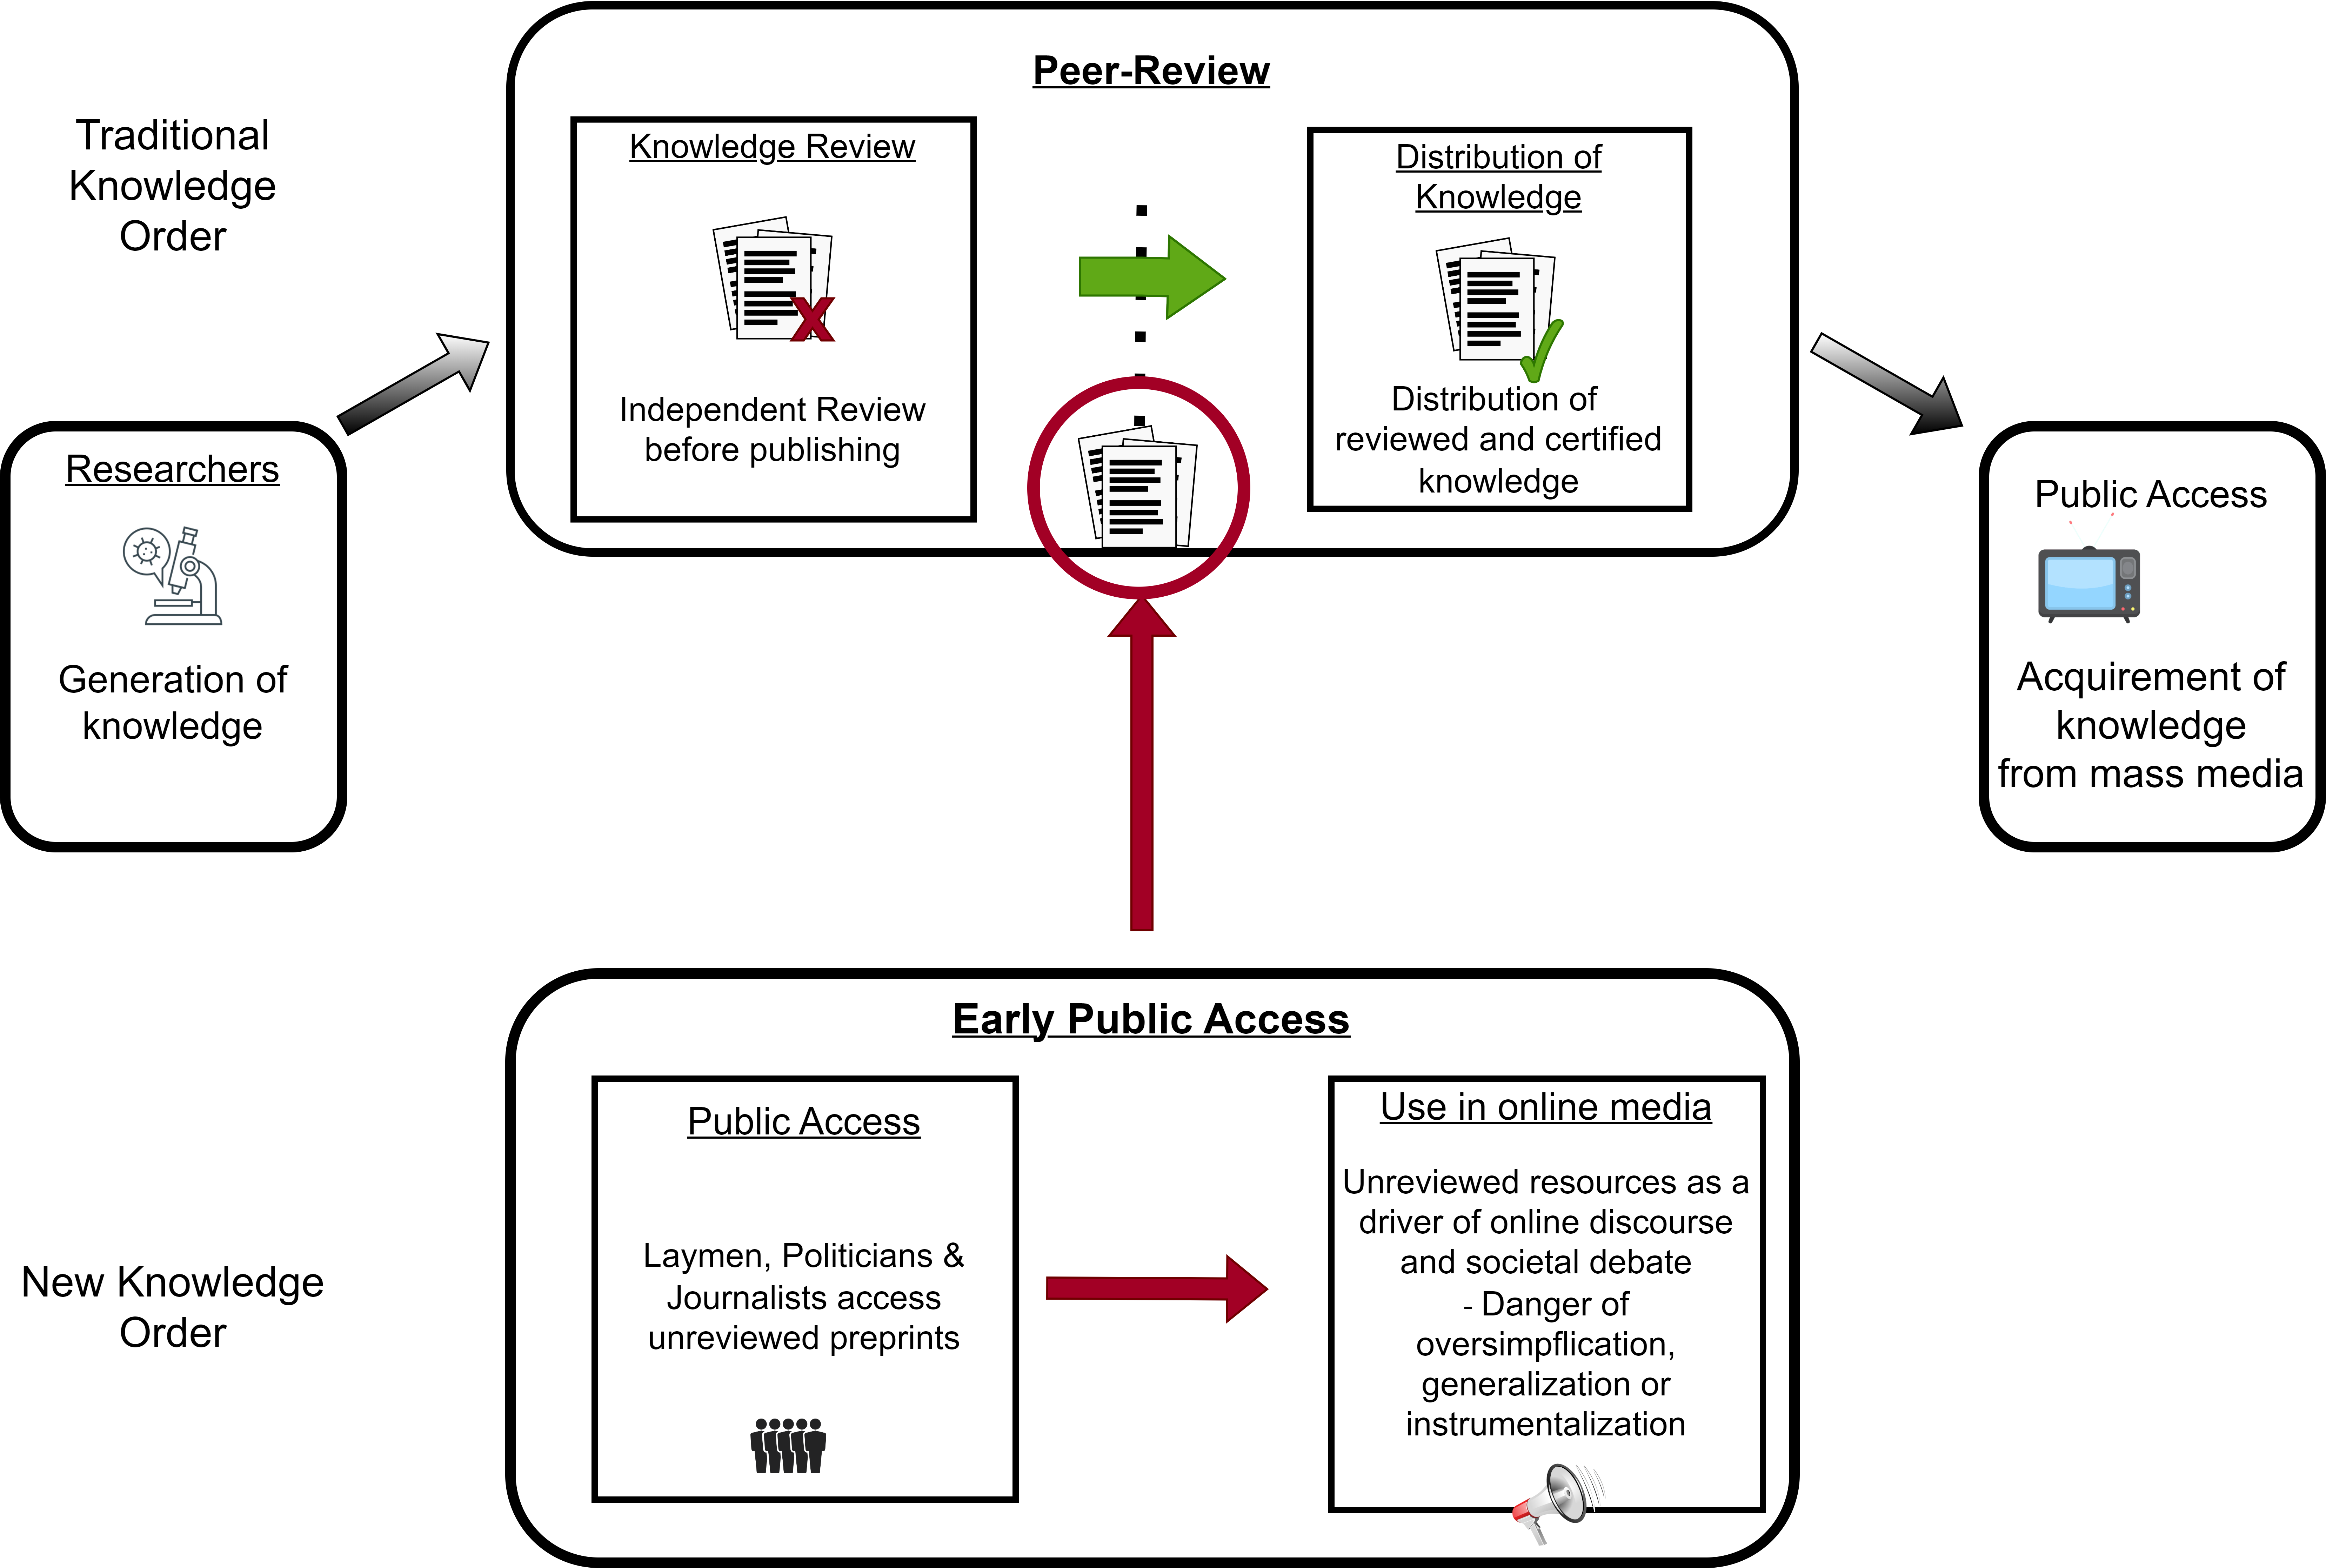 Traditional
Knowledge
Order
Peer-Review
Knowledge Review
Independent Review
before publishing
Distribution of
Knowledge
Distribution of
reviewed and certified
knowledge
Researchers
Generation of
knowledge
Public Access
Acquirement of
knowledge
from mass media
New Knowledge
Order
Early Public Access
Public Access
Laymen, Politicians &
Journalists access
unreviewed preprints
Use in online media
Unreviewed resources as a
driver of online discourse
and societal debate
- Danger of
oversimpflication,
generalization or
instrumentalization